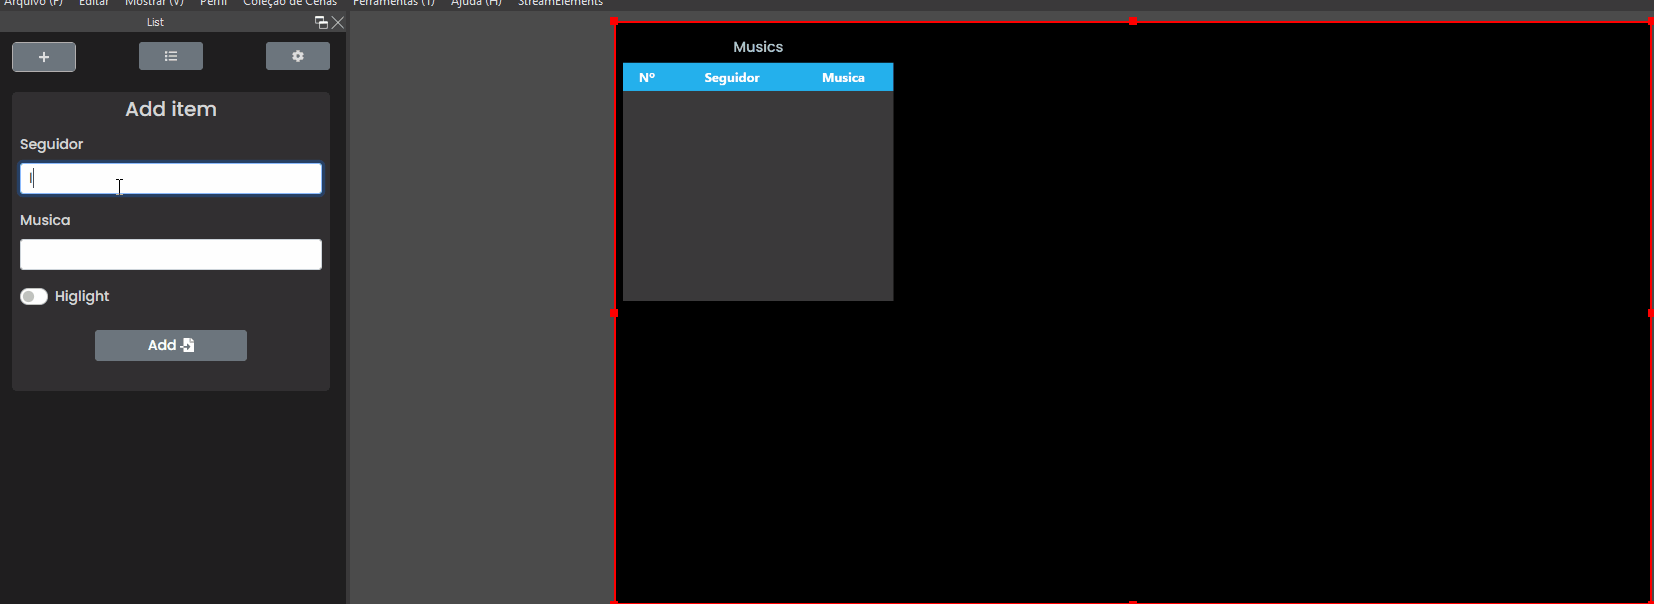 Arquivo (F) Editar Mostrar (V) Perfil Coleção de Cenas Ferramentas (T) Ajuda (H) StreamElements
List
Add item
Seguidor
Musica
Higlight
Add
Musics
Nº Seguidor Musica